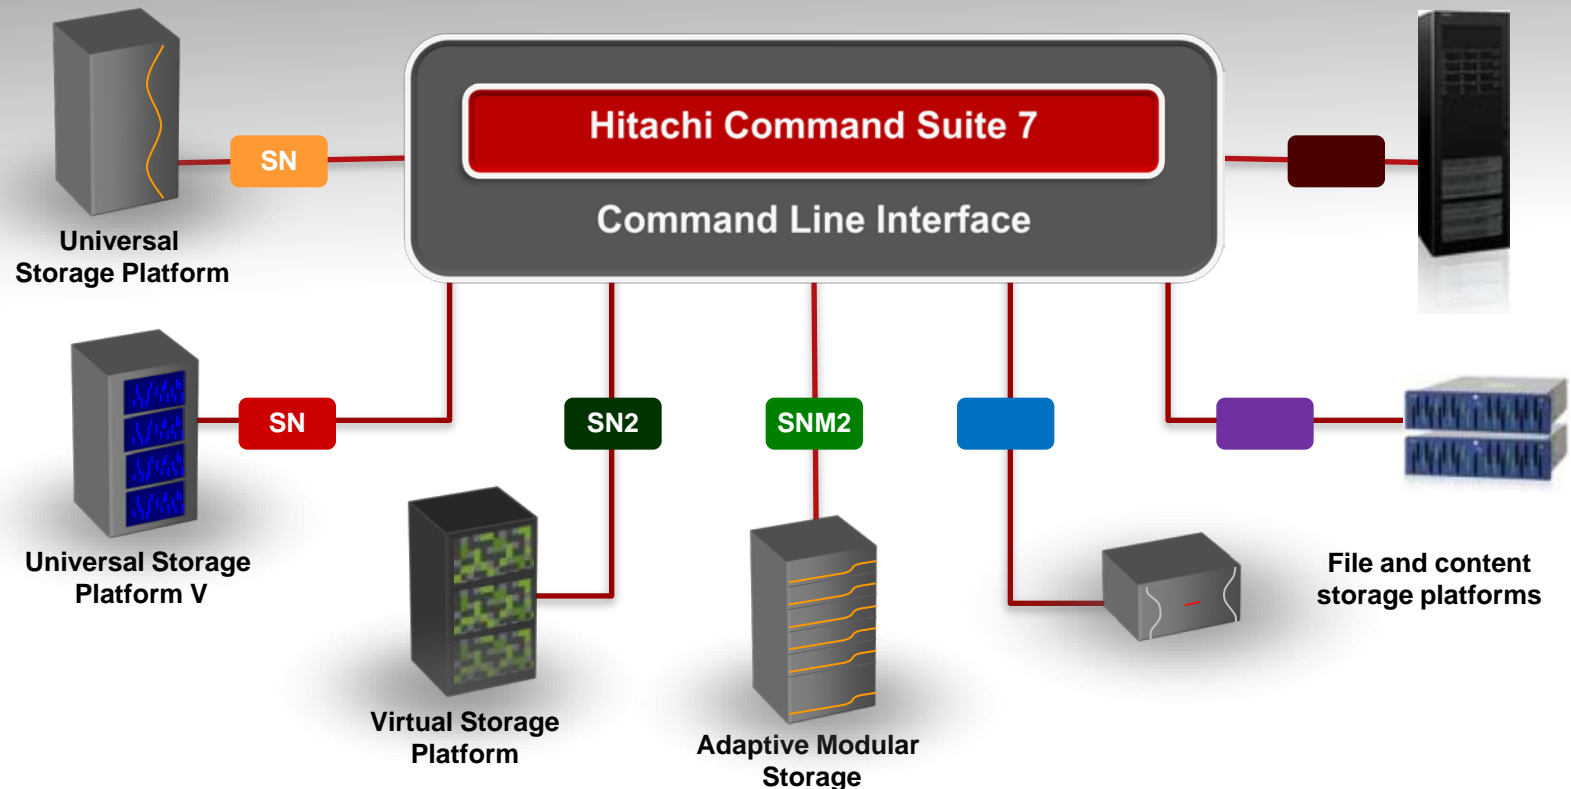 Hitachi Command Suite 7
Command Line Interface
SN
Universal
Storage Platform
SN
SN2
SNM2
Universal Storage
Platform V
File and content
storage platforms
Virtual Storage
Platform
Adaptive Modular
Storage